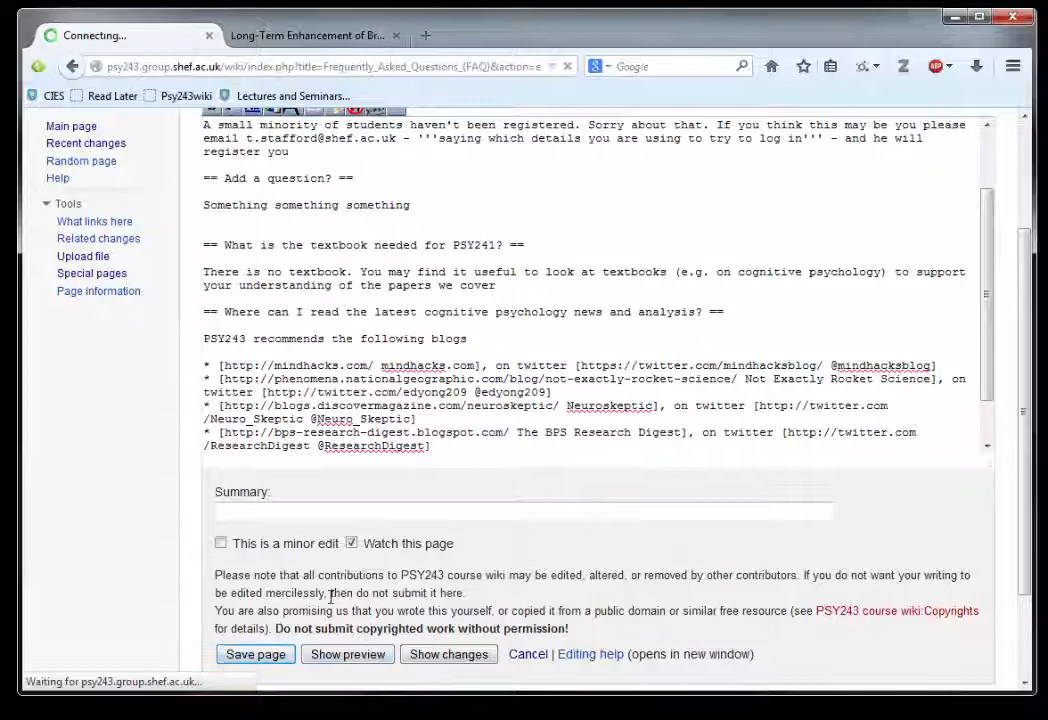 Connecting...
Long-Term Enhancement of Br...
psy243.group.shef.ac.uk/wiki/index.php?title=Frequently_Asked_Questions_(FAQ)&action=e
Google
CIES
Read Later
Psy243wiki
Lectures and Seminars...
Main page
Recent changes
Random page
Help
Tools
What links here
Related changes
Upload file
Special pages
Page information
A small minority of students haven't been registered. Sorry about that. If you think this may be you please
email t.stafford@shef.ac.uk - '''saying which details you are using to try to log in''' - and he will
register you
== Add a question? ==
Something something something
== What is the textbook needed for PSY241? ==
There is no textbook. You may find it useful to look at textbooks (e.g. on cognitive psychology) to support
your understanding of the papers we cover
== Where can I read the latest cognitive psychology news and analysis? ==
PSY243 recommends the following blogs
* [http://mindhacks.com/ mindhacks.com], on twitter [https://twitter.com/mindhacksblog/ @mindhacksblog]
* [http://phenomena.nationalgeographic.com/blog/not-exactly-rocket-science/ Not Exactly Rocket Science], on
twitter [http://twitter.com/edyong209 @edyong209]
* [http://blogs.discovermagazine.com/neuroskeptic/ Neuroskeptic], on twitter [http://twitter.com
/Neuro_Skeptic @Neuro_Skeptic]
* [http://bps-research-digest.blogspot.com/ The BPS Research Digest], on twitter [http://twitter.com
/ResearchDigest @ResearchDigest]
Summary:
This is a minor edit
Watch this page
Please note that all contributions to PSY243 course wiki may be edited, altered, or removed by other contributors. If you do not want your writing to
be edited mercilessly, then do not submit it here.
You are also promising us that you wrote this yourself, or copied it from a public domain or similar free resource (see PSY243 course wiki:Copyrights
for details). Do not submit copyrighted work without permission!
Save page
Show preview
Show changes
Cancel | Editing help (opens in new window)
Waiting for psy243.group.shef.ac.uk...